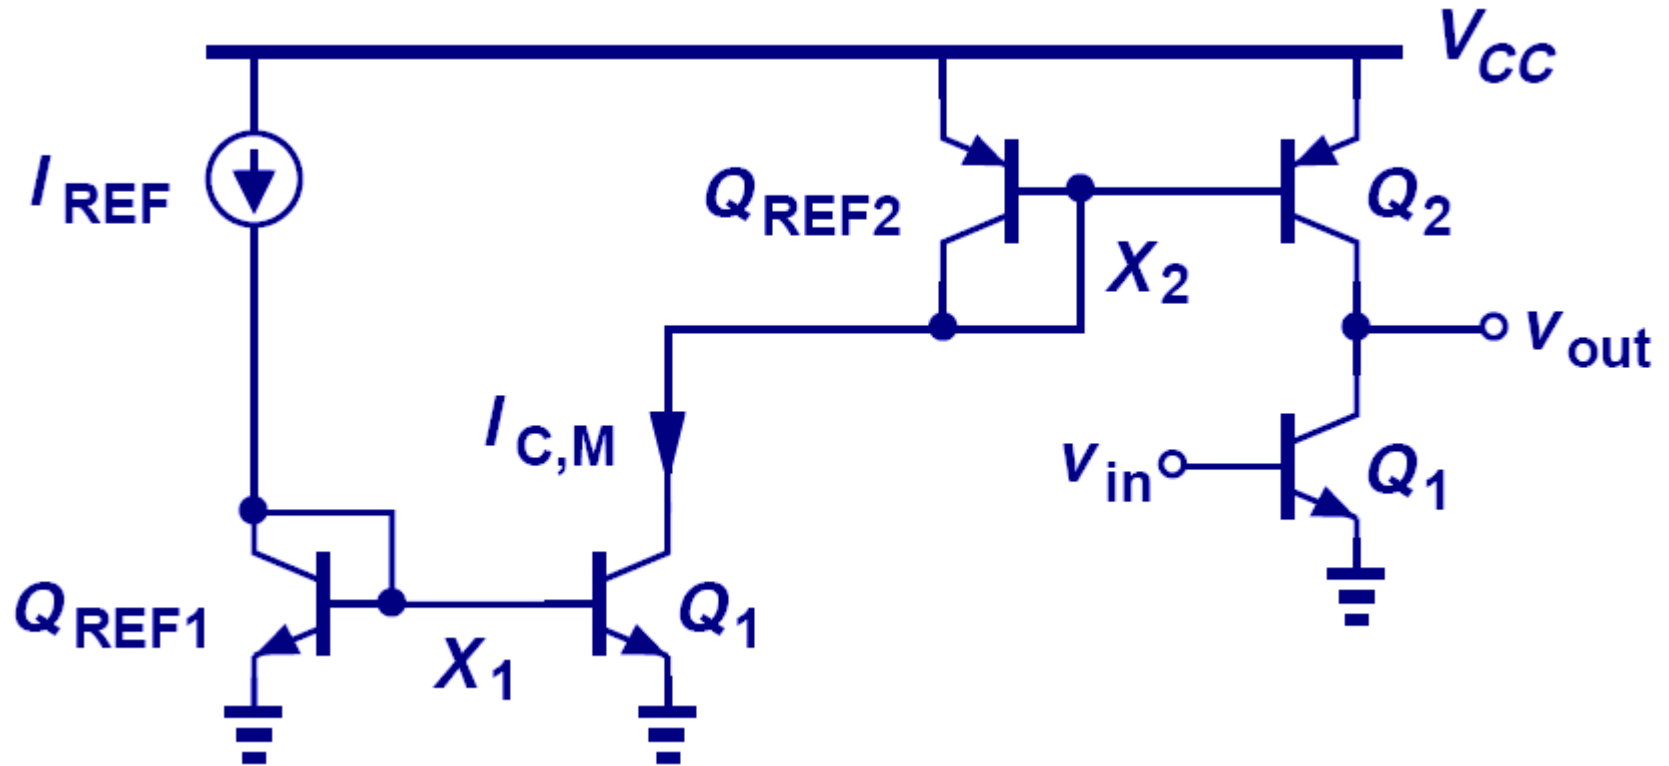 V_CC
I_REF
Q_REF2
Q_2
X_2
v_out
I_C,M
v_in
Q_1
Q_REF1
X_1
Q_1